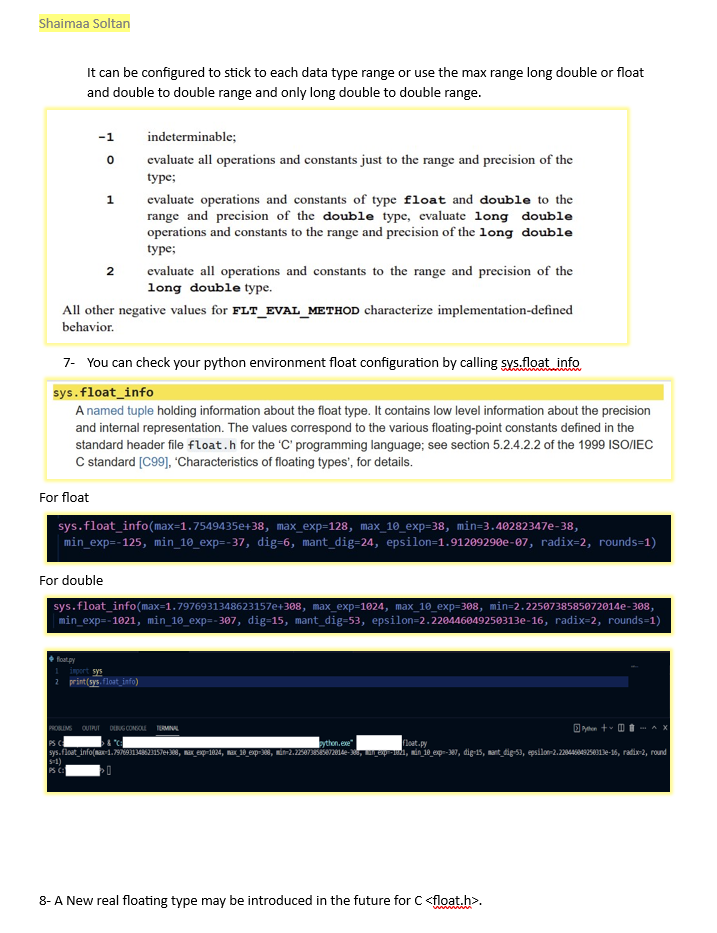 Shaimaa Soltan
It can be configured to stick to each data type range or use the max range long double or float
and double to double range and only long double to double range.
-1 indeterminable;
0 evaluate all operations and constants just to the range and precision of the
type;
1 evaluate operations and constants of type float and double to the
range and precision of the double type, evaluate long double
operations and constants to the range and precision of the long double
type;
2 evaluate all operations and constants to the range and precision of the
long double type.
All other negative values for FLT_EVAL_METHOD characterize implementation-defined
behavior.
7- You can check your python environment float configuration by calling sys.float_info
sys.float_info
A named tuple holding information about the float type. It contains low level information about the precision
and internal representation. The values correspond to the various floating-point constants defined in the
standard header file float.h for the 'C' programming language; see section 5.2.4.2.2 of the 1999 ISO/IEC
C standard [C99], 'Characteristics of floating types', for details.
For float
sys.float_info(max=1.7549435e+38, max_exp=128, max_10_exp=38, min=3.40282347e-38,
min_exp=-125, min_10_exp=-37, dig=6, mant_dig=24, epsilon=1.91209290e-07, radix=2, rounds=1)
For double
sys.float_info(max=1.7976931348623157e+308, max_exp=1024, max_10_exp=308, min=2.2250738585072014e-308,
min_exp=-1021, min_10_exp=-307, dig=15, mant_dig=53, epsilon=2.220446049250313e-16, radix=2, rounds=1)
float.py
1 import sys
2 print(sys.float_info)
PROBLEMS OUTPUT DEBUG CONSOLE TERMINAL
Python
PS C: > & "C: python.exe" float.py
sys.float_info(max=1.7976931348623157e+308, max_exp=1024, max_10_exp=308, min=2.2250738585072014e-308, min_exp=-1021, min_10_exp=-307, dig=15, mant_dig=53, epsilon=2.220446049250313e-16, radix=2, round
s=1)
PS C: >
8- A New real floating type may be introduced in the future for C <float.h>.